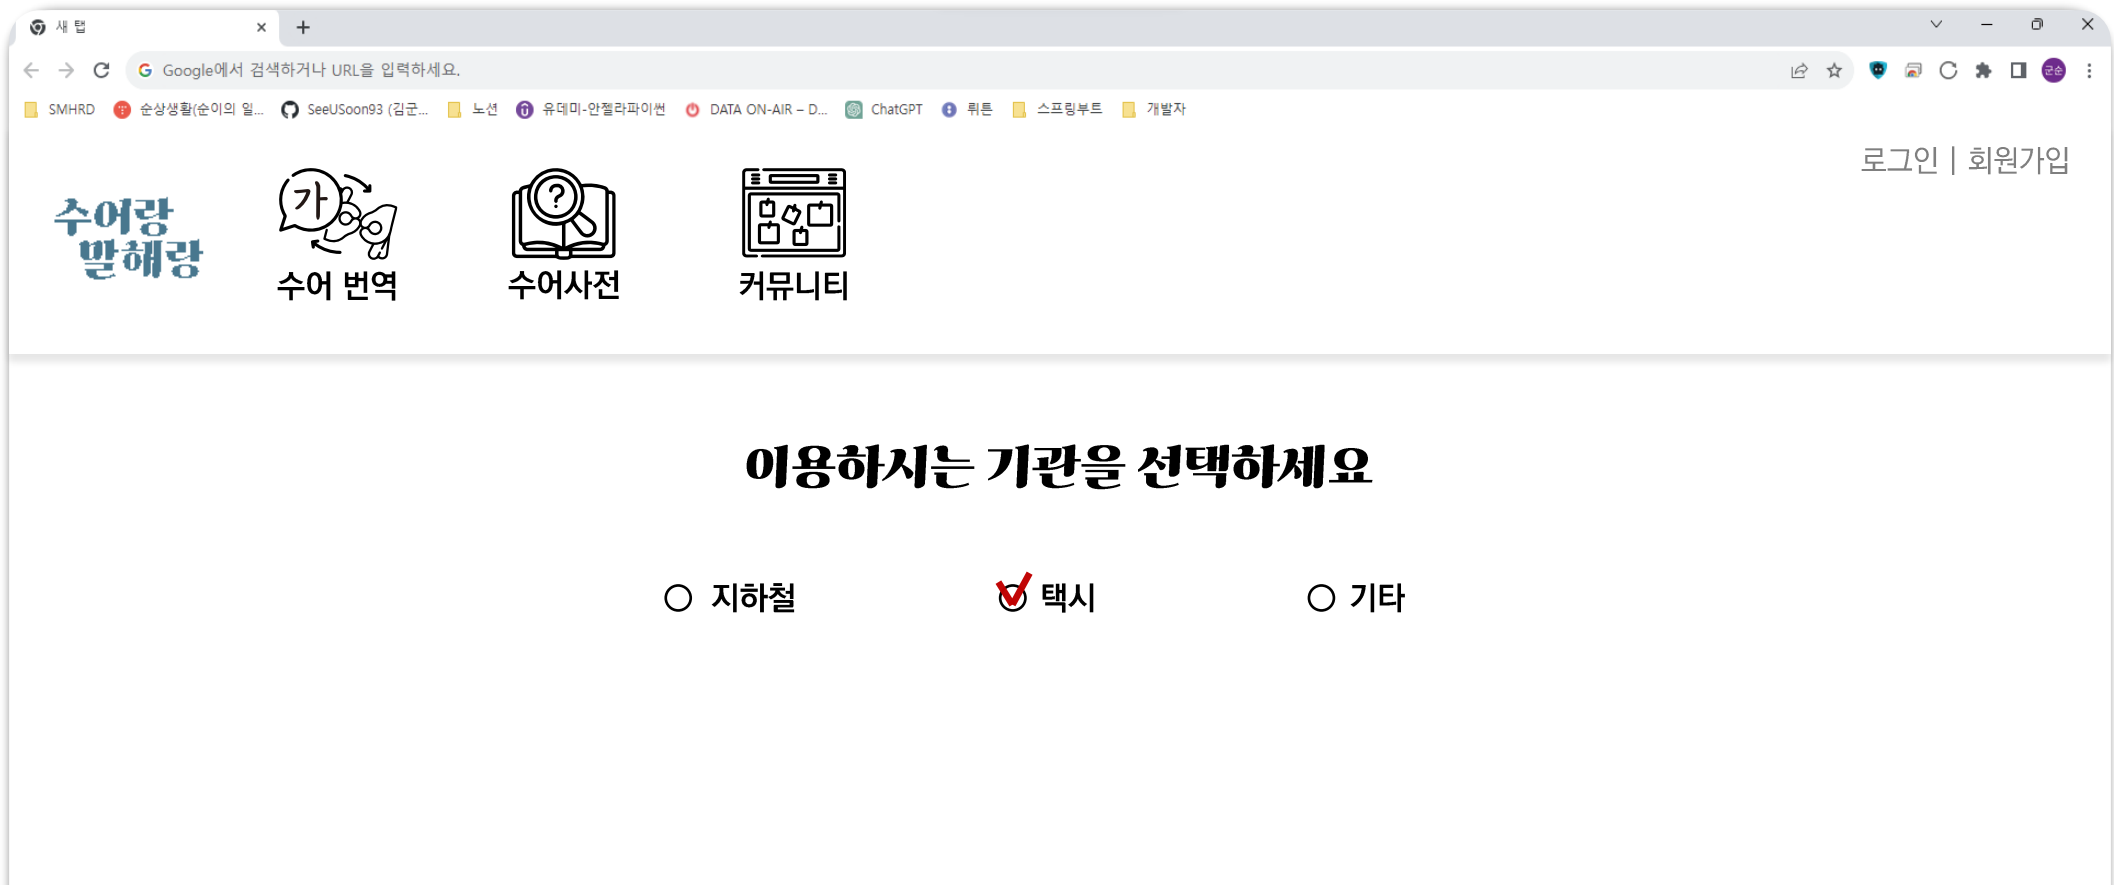 새 탭
Google에서 검색하거나 URL을 입력하세요.
군순
SMHRD 순상생활(순이의 일... SeeUSoon93 (김군... 노션 유데미-안젤라파이썬 DATA ON-AIR – D... ChatGPT 뤼튼 스프링부트 개발자
로그인 | 회원가입
수어랑
말해랑
가
수어 번역
?
수어사전
커뮤니티
이용하시는 기관을 선택하세요
지하철 택시 기타